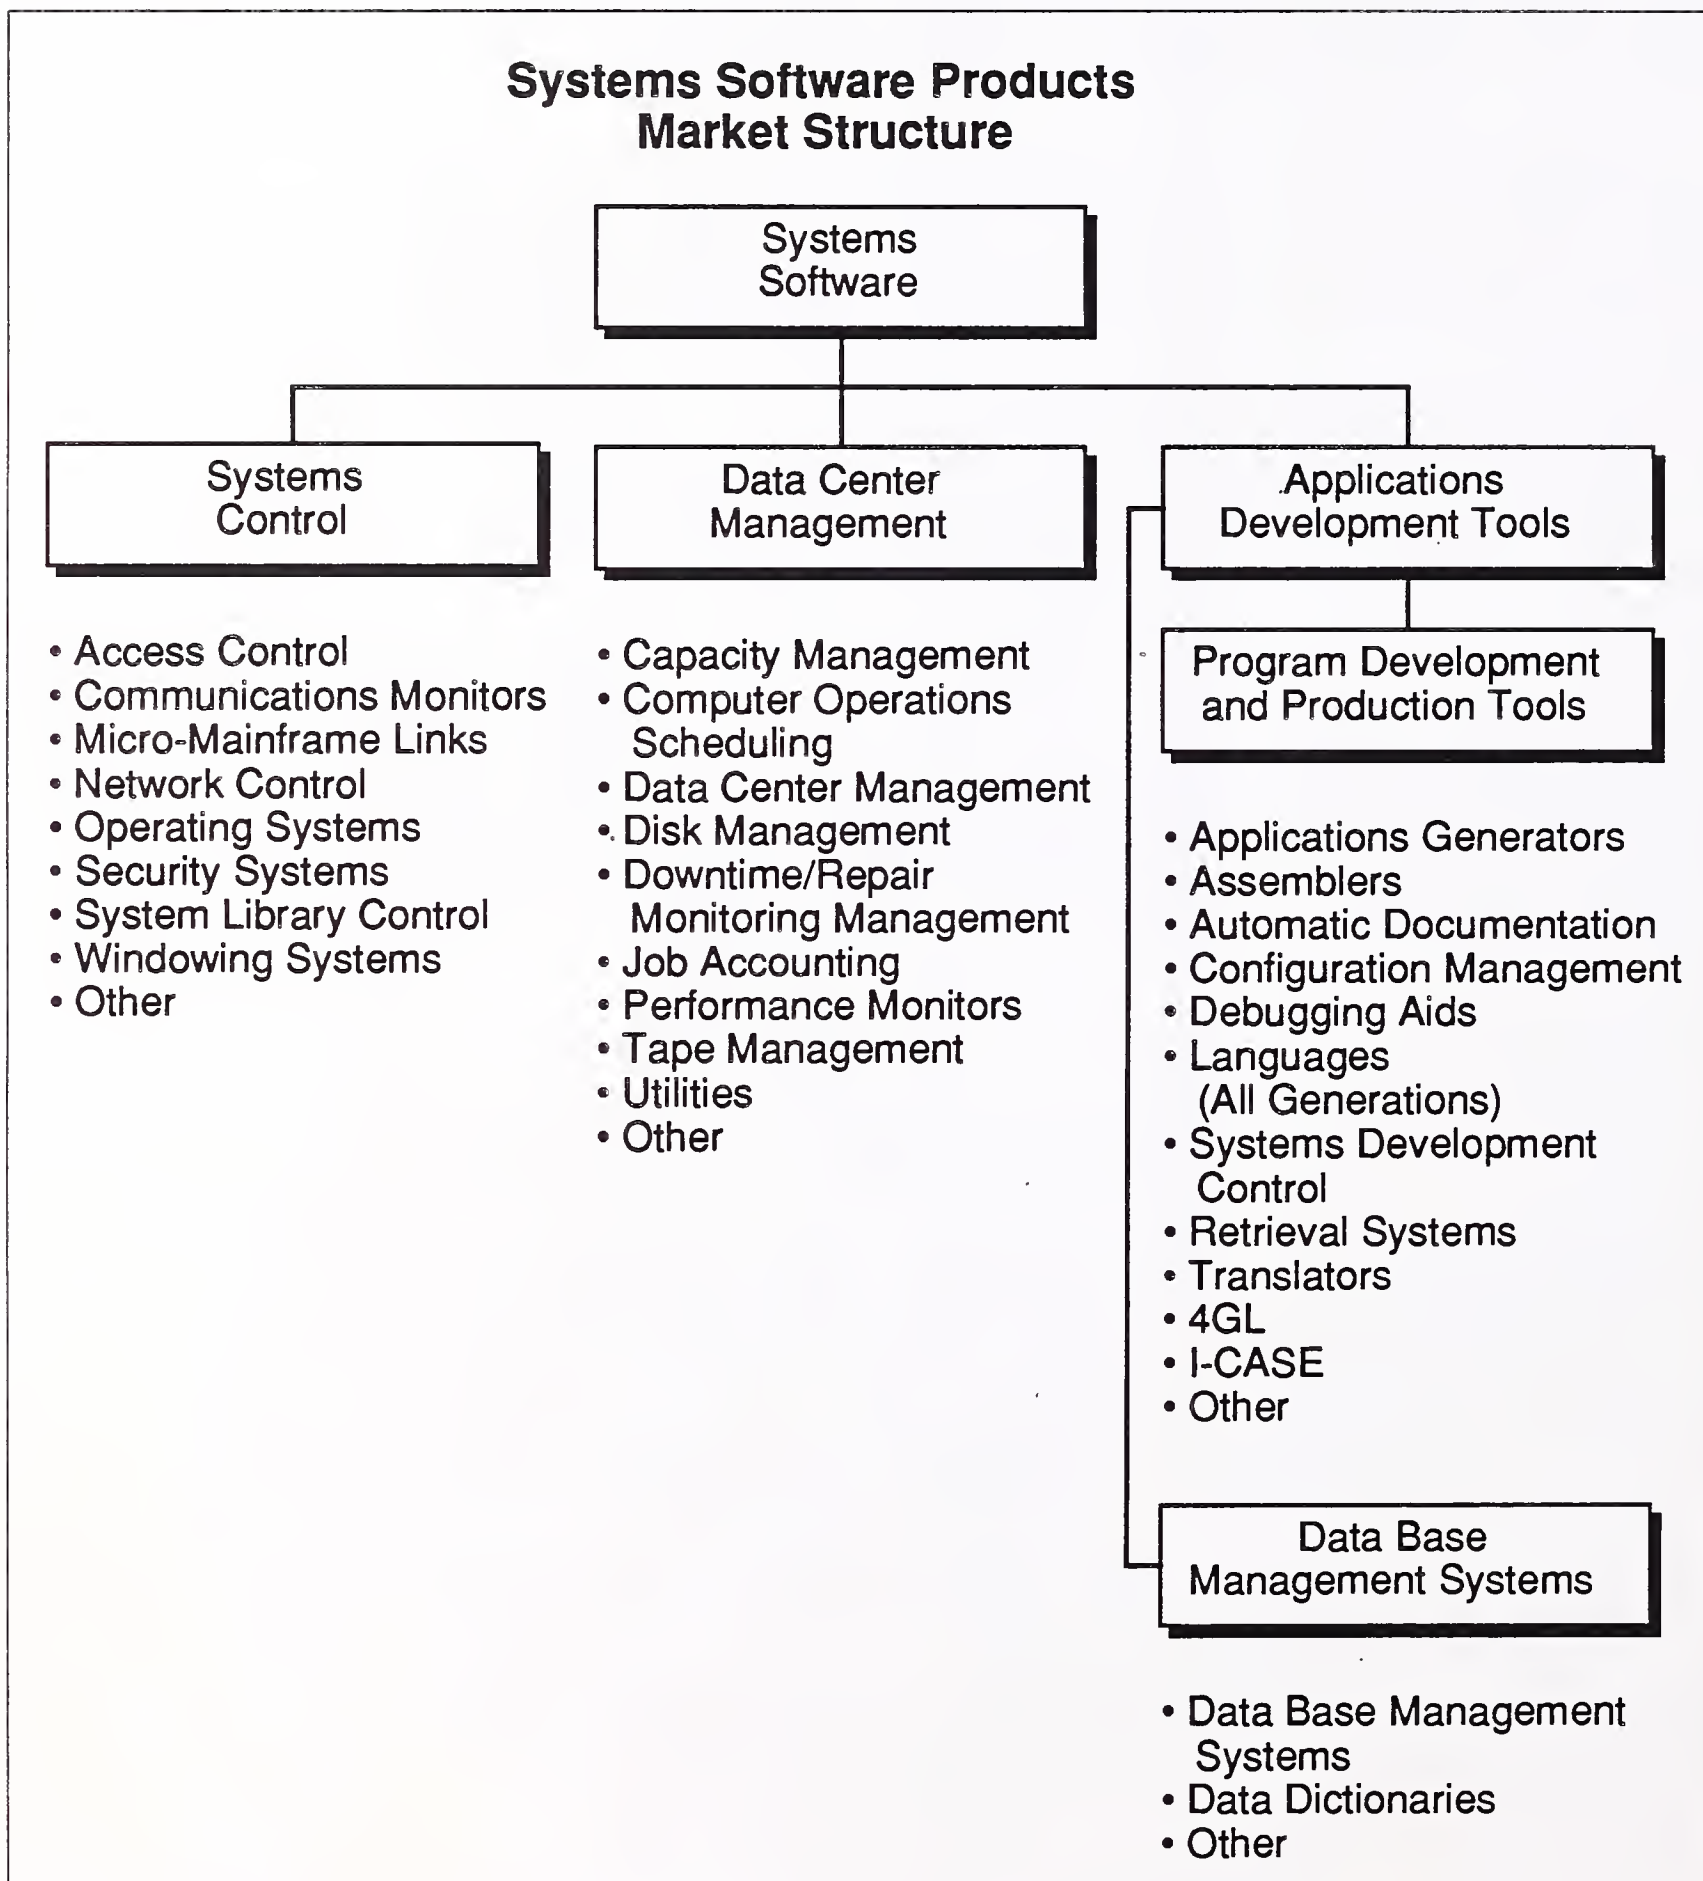 Systems Software Products
Market Structure
Systems
Software
Systems
Control
• Access Control
• Communications Monitors
• Micro-Mainframe Links
• Network Control
• Operating Systems
• Security Systems
• System Library Control
• Windowing Systems
• Other
Data Center
Management
• Capacity Management
• Computer Operations
Scheduling
• Data Center Management
• Disk Management
• Downtime/Repair
Monitoring Management
• Job Accounting
• Performance Monitors
• Tape Management
• Utilities
• Other
Applications
Development Tools
Program Development
and Production Tools
• Applications Generators
• Assemblers
• Automatic Documentation
• Configuration Management
• Debugging Aids
• Languages
(All Generations)
• Systems Development
Control
• Retrieval Systems
• Translators
• 4GL
• I-CASE
• Other
Data Base
Management Systems
• Data Base Management
Systems
• Data Dictionaries
• Other